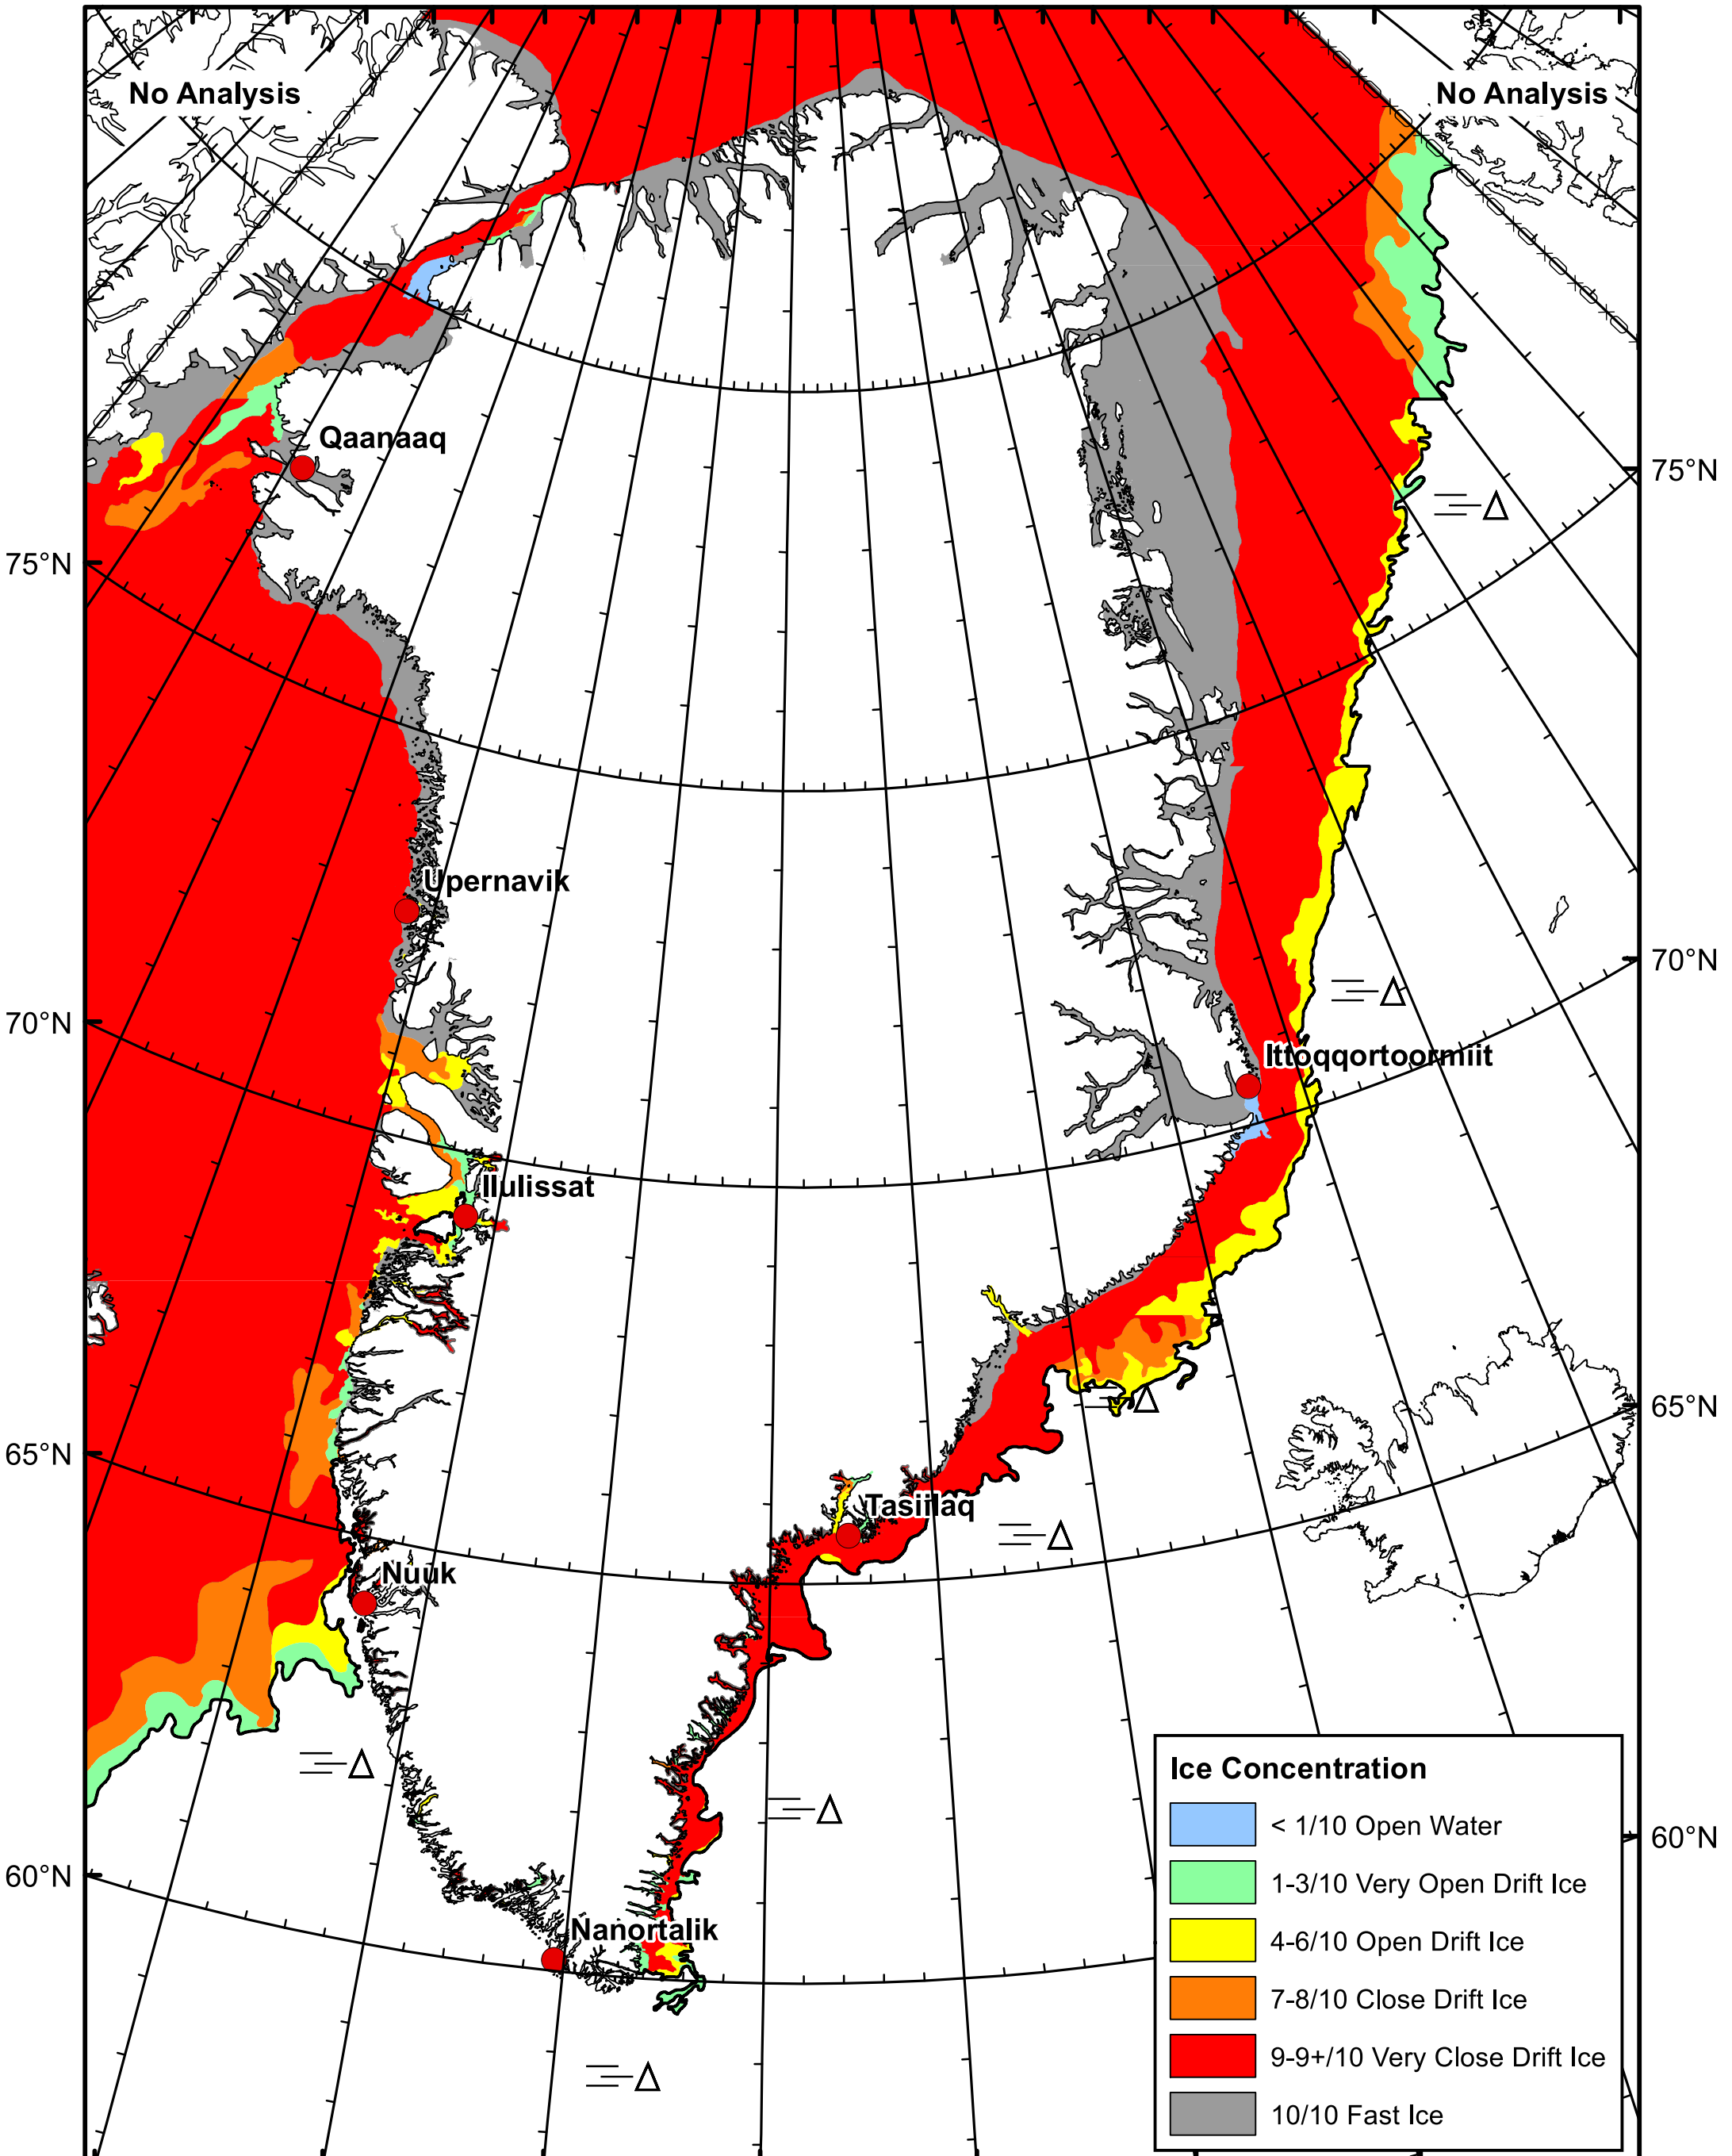 No Analysis
No Analysis
Qaanaaq
75°N
75°N
Upernavik
70°N
70°N
Ittoqqortoormiit
Ilulissat
65°N
65°N
Tasiilaq
Nuuk
Ice Concentration
< 1/10 Open Water
60°N
60°N
1-3/10 Very Open Drift Ice
Nanortalik
4-6/10 Open Drift Ice
7-8/10 Close Drift Ice
9-9+/10 Very Close Drift Ice
10/10 Fast Ice